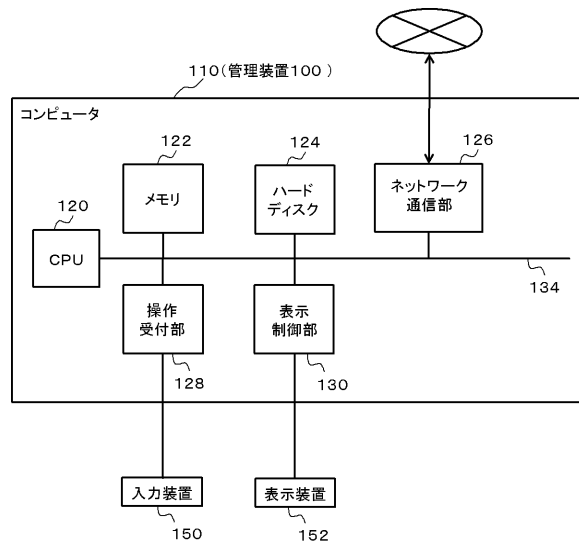 110(管理装置100)
コンピュータ
122
124
126
メモリ
ハード
ディスク
ネットワーク
通信部
120
CPU
134
操作
受付部
表示
制御部
128
130
入力装置
表示装置
150
152